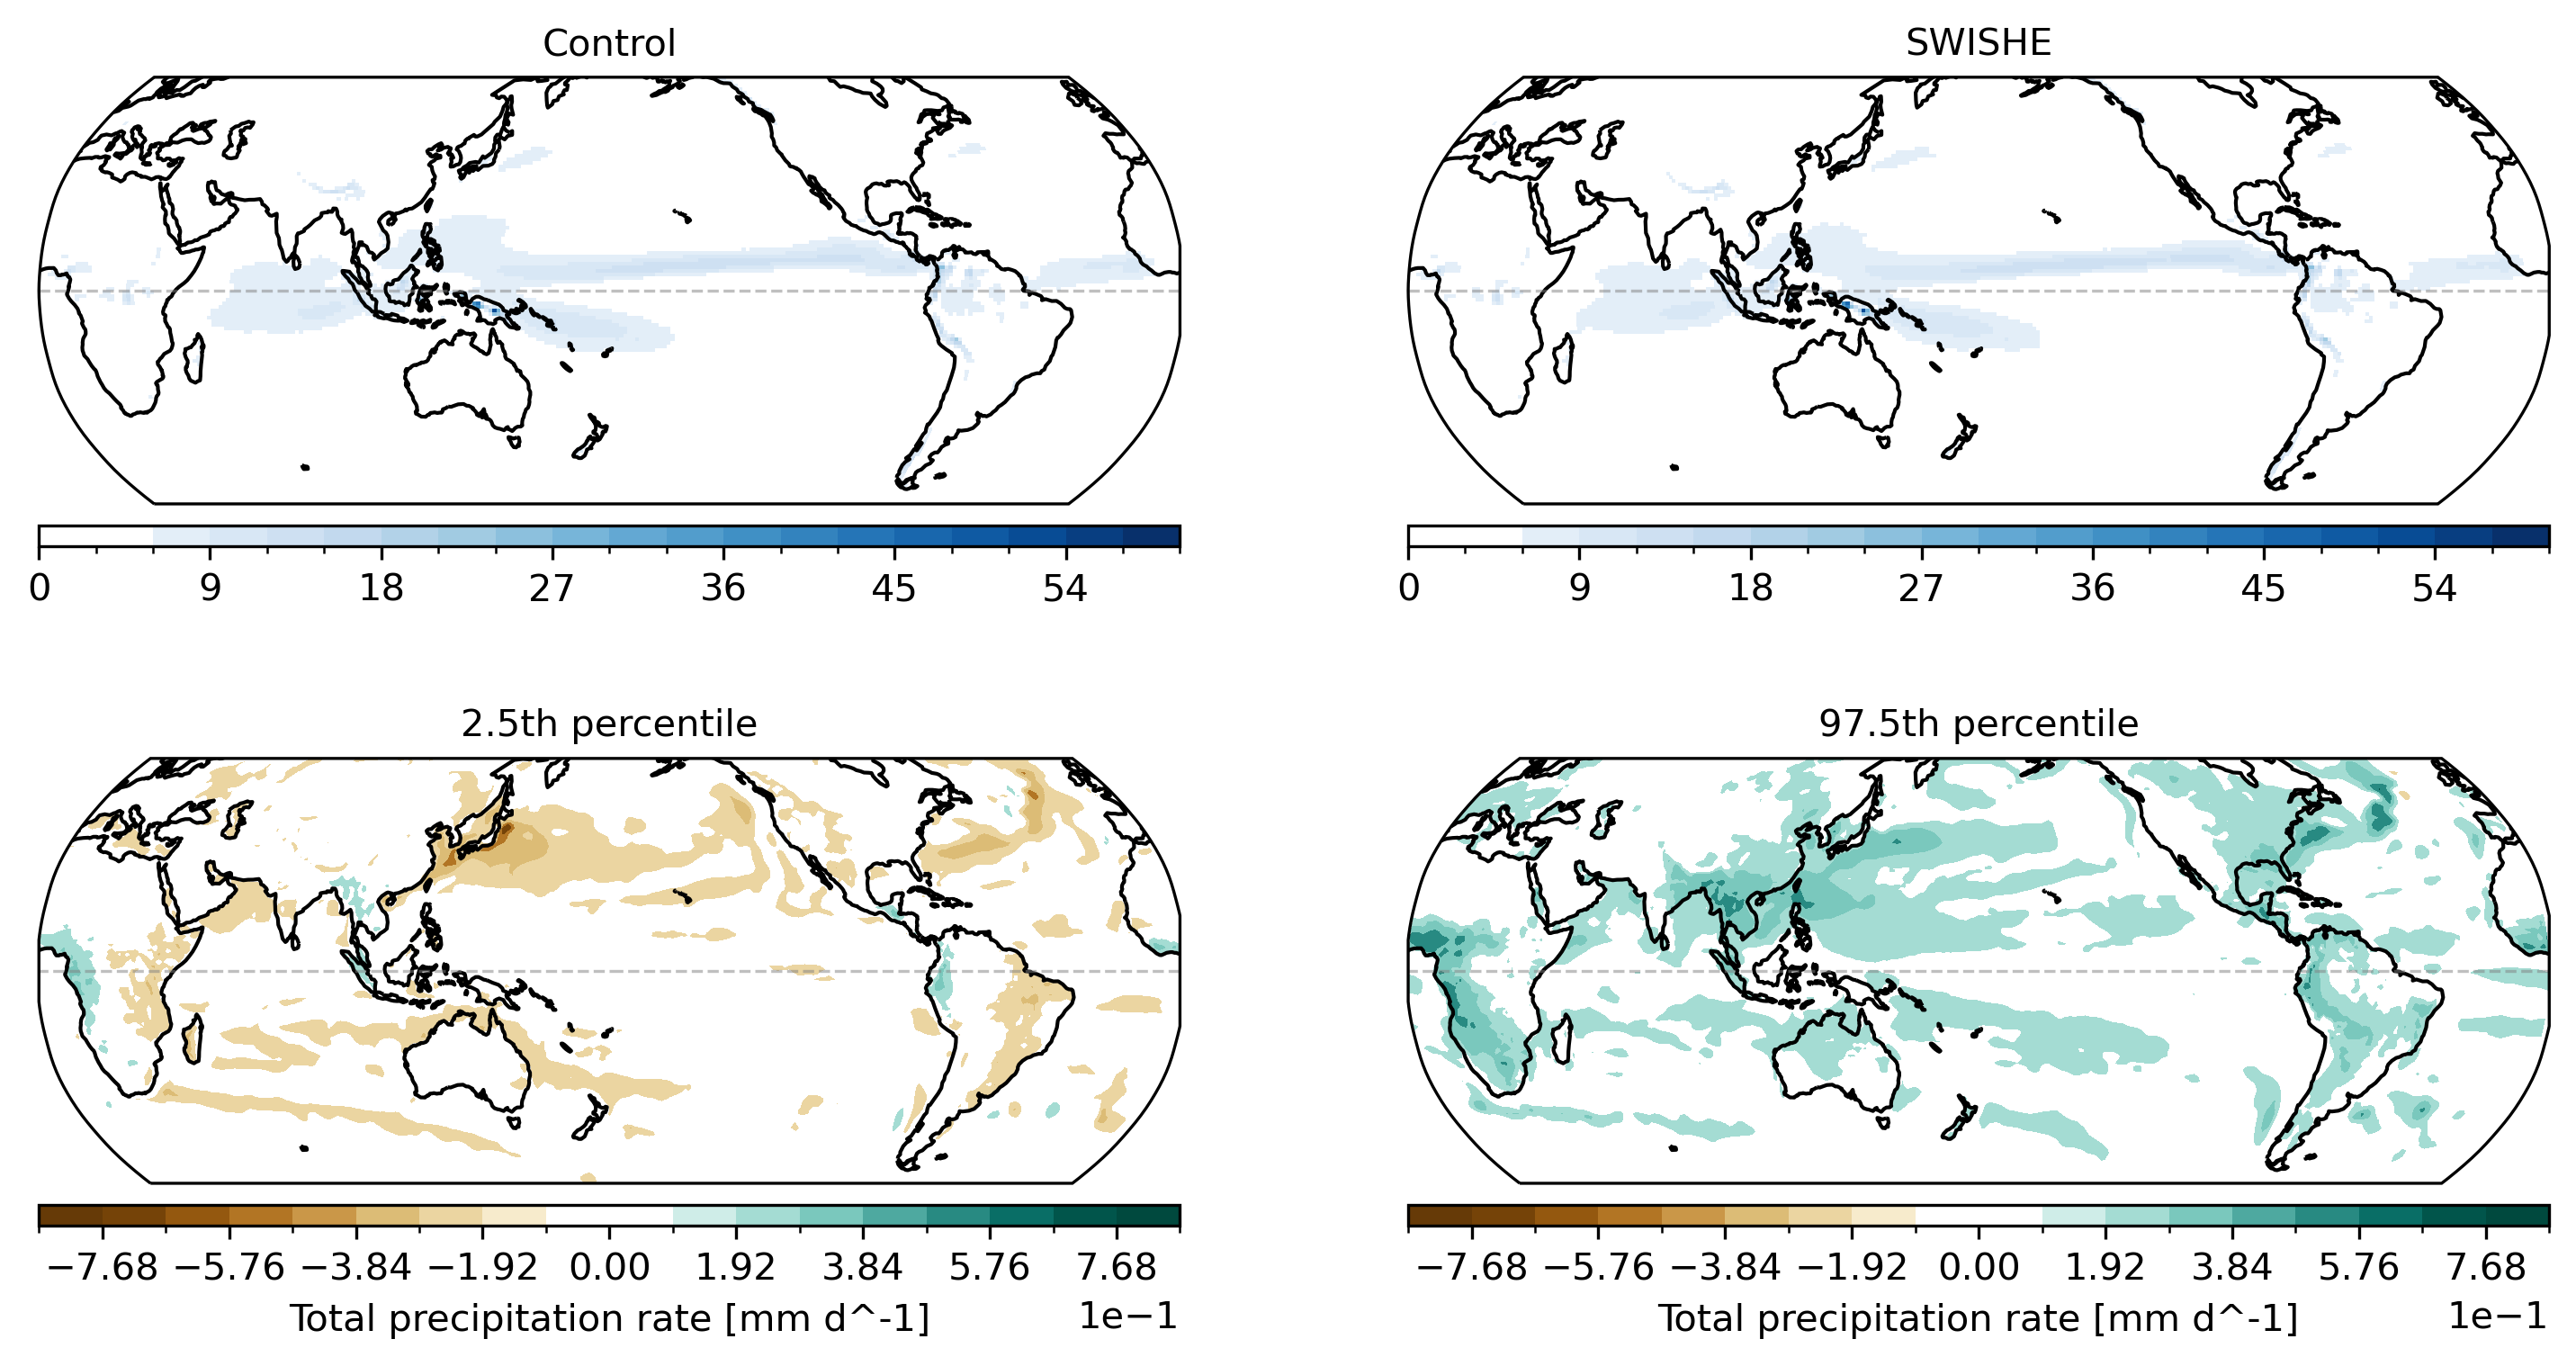 Control
SWISHE
0 9 18 27 36 45 54
0 9 18 27 36 45 54
2.5th percentile
97.5th percentile
−7.68 −5.76 −3.84 −1.92 0.00 1.92 3.84 5.76 7.68
Total precipitation rate [mm d^-1]
1e−1
−7.68 −5.76 −3.84 −1.92 0.00 1.92 3.84 5.76 7.68
Total precipitation rate [mm d^-1]
1e−1